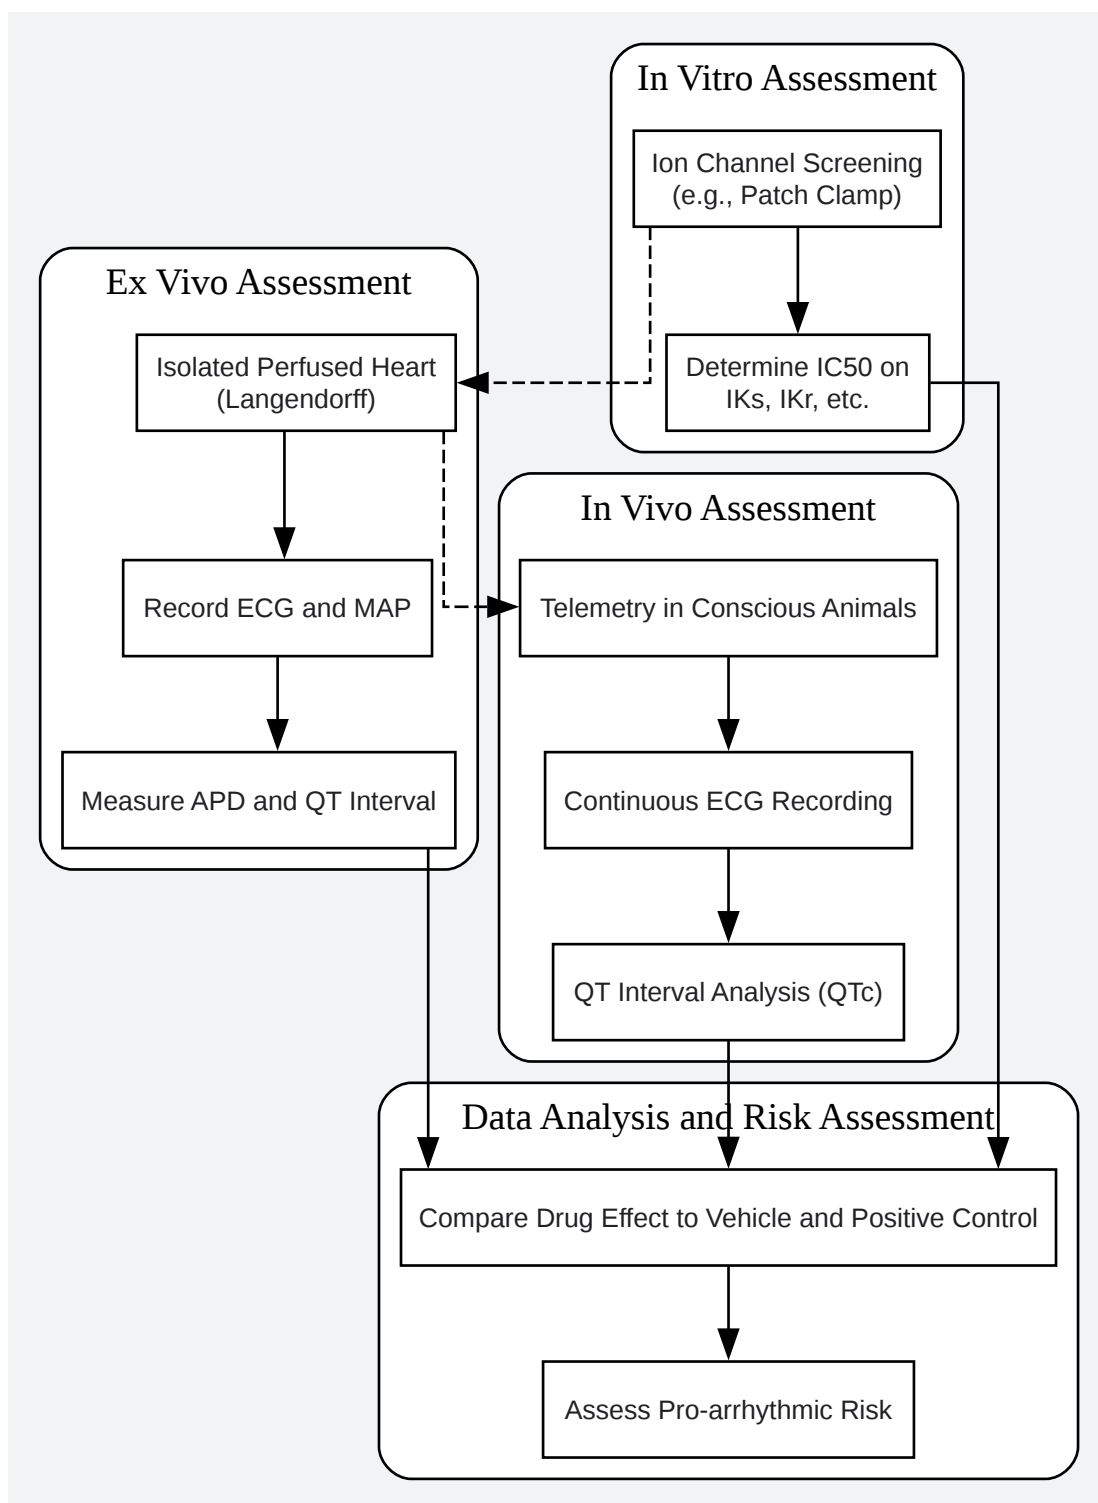 In Vitro Assessment
Ion Channel Screening
(e.g., Patch Clamp)
Determine IC50 on
IKs, IKr, etc.
Ex Vivo Assessment
Isolated Perfused Heart
(Langendorff)
Record ECG and MAP
Measure APD and QT Interval
In Vivo Assessment
Telemetry in Conscious Animals
Continuous ECG Recording
QT Interval Analysis (QTc)
Data Analysis and Risk Assessment
Compare Drug Effect to Vehicle and Positive Control
Assess Pro-arrhythmic Risk